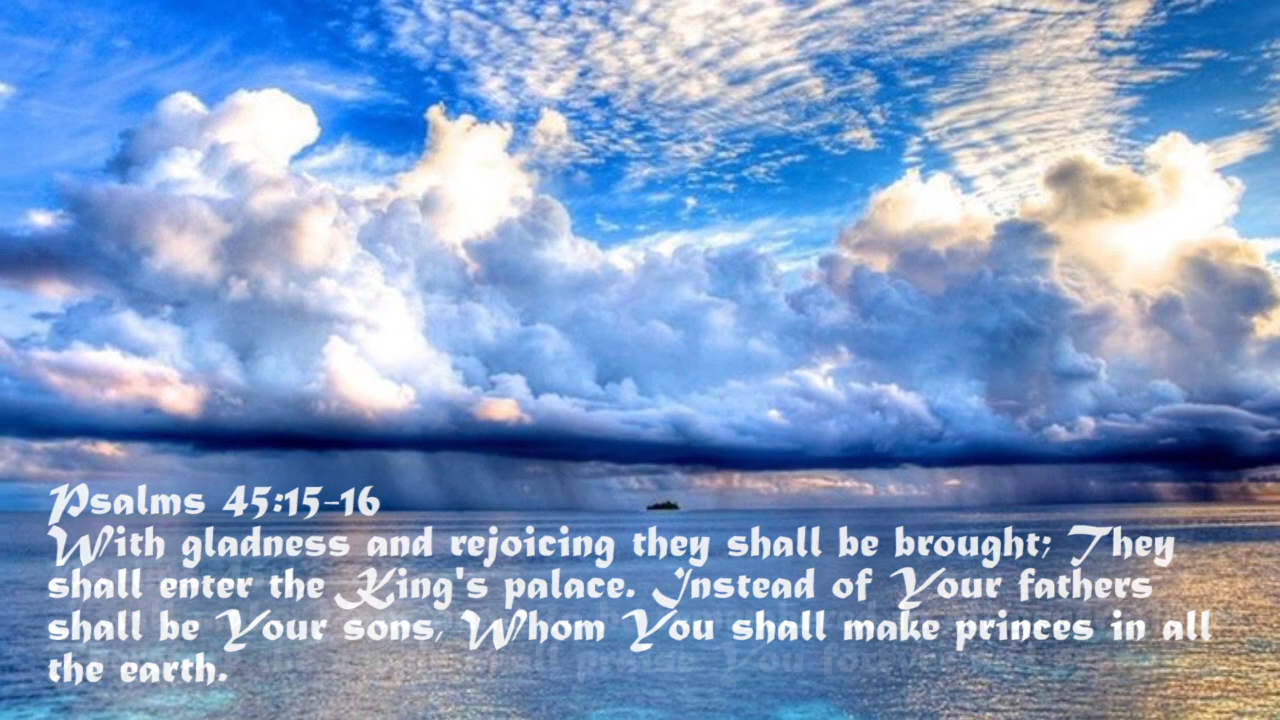 Psalms 45:15-16
With gladness and rejoicing they shall be brought; They
shall enter the King's palace. Instead of Your fathers
shall be Your sons, Whom You shall make princes in all
the earth.